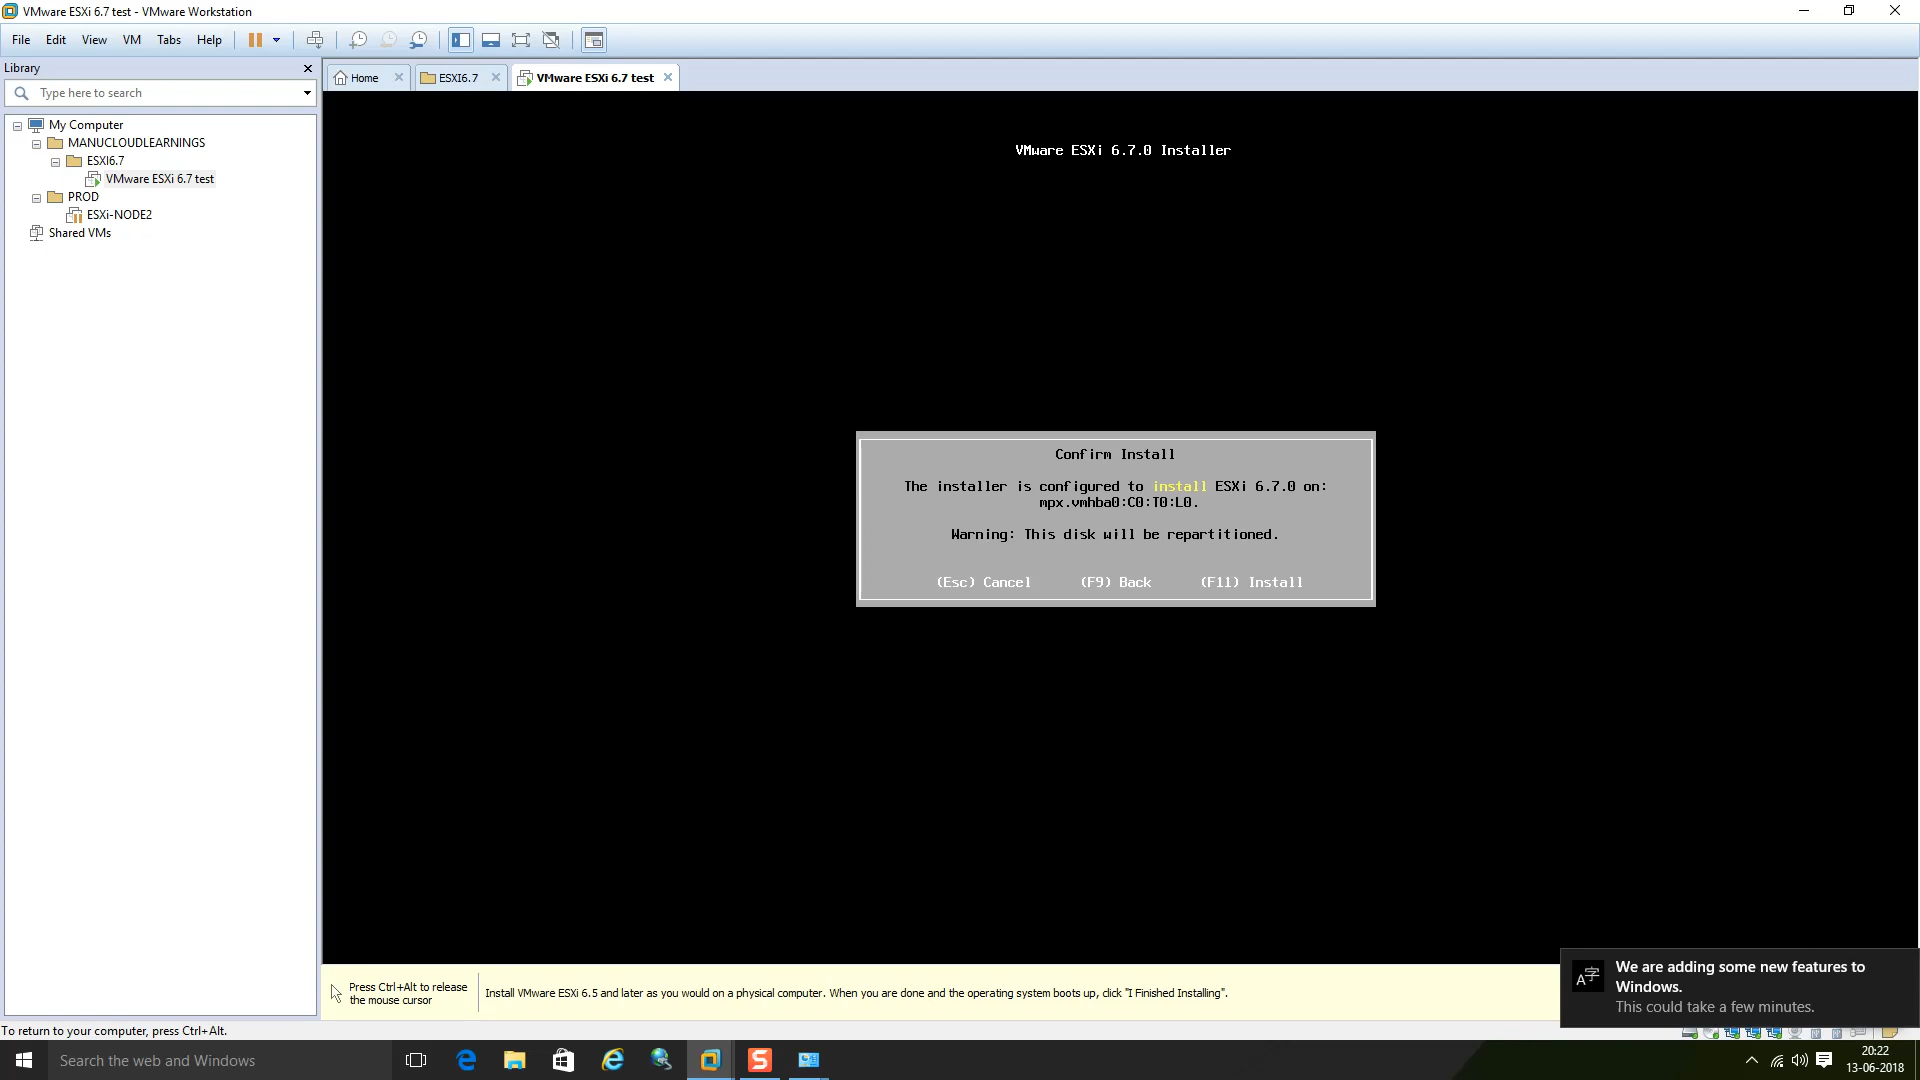 VMware ESXi 6.7 test - VMware Workstation
File Edit View VM Tabs Help
Library
Type here to search
My Computer
MANUCLOUDLEARNINGS
ESXI6.7
VMware ESXi 6.7 test
PROD
ESXi-NODE2
Shared VMs
Home ESXI6.7 VMware ESXi 6.7 test
VMware ESXi 6.7.0 Installer
Confirm Install
The installer is configured to install ESXi 6.7.0 on:
mpx.vmhba0:C0:T0:L0.
Warning: This disk will be repartitioned.
(Esc) Cancel (F9) Back (F11) Install
Press Ctrl+Alt to release
the mouse cursor
Install VMware ESXi 6.5 and later as you would on a physical computer. When you are done and the operating system boots up, click "I Finished Installing".
A字
We are adding some new features to
Windows.
This could take a few minutes.
To return to your computer, press Ctrl+Alt.
Search the web and Windows
S
20:22
13-06-2018